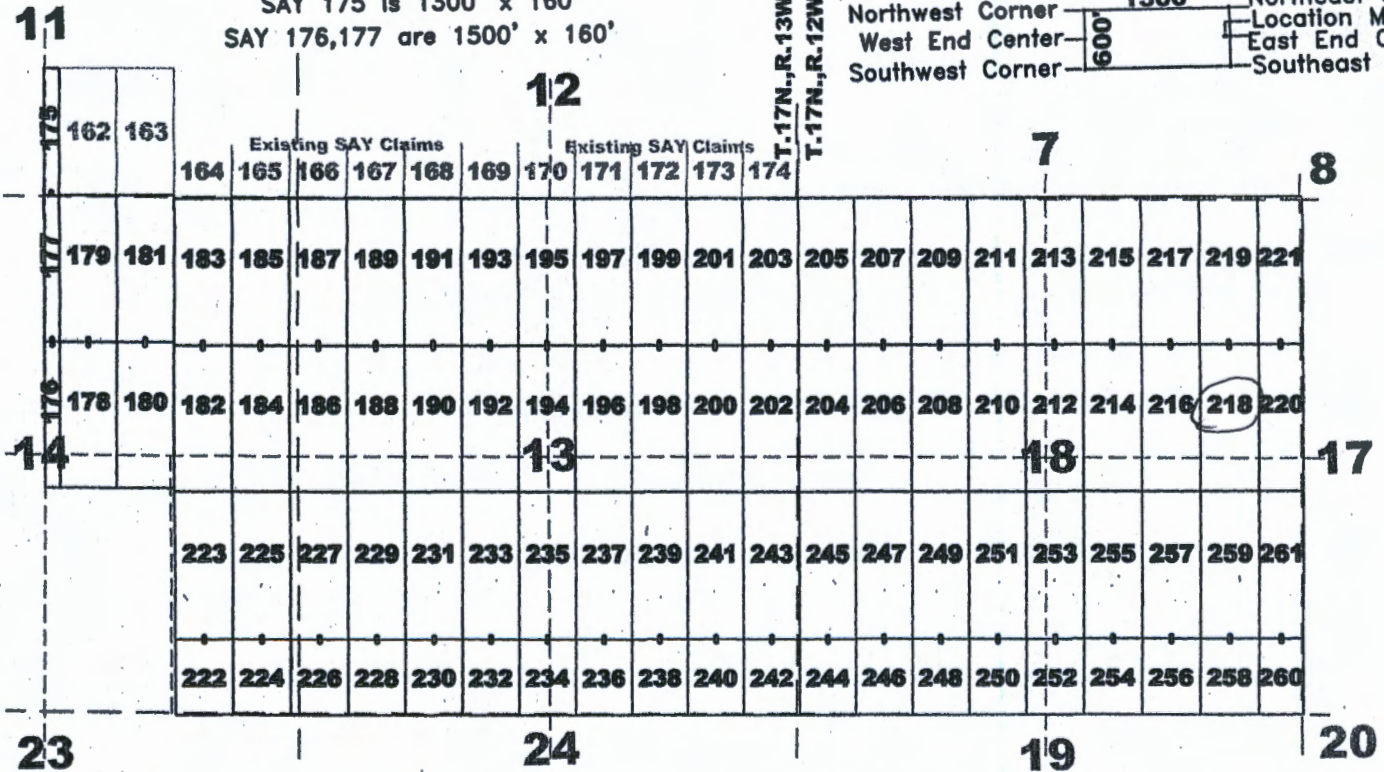 SAY 175 is 1300' x 160'
SAY 176,177 are 1500' x 160'
T.17N.,R.13W
T.17N.,R.12W
Northwest Corner
West End Center
Southwest Corner
600'
Location
East End
Southeast
11
12
7
8
175 162 163
Existing SAY Claims
Existing SAY Claims
164 165 166 167 168 169 170 171 172 173 174
177 179 181 183 185 187 189 191 193 195 197 199 201 203 205 207 209 211 213 215 217 219 221
176 178 180 182 184 186 188 190 192 194 196 198 200 202 204 206 208 210 212 214 216 218 220
14 13 18 17
223 225 227 229 231 233 235 237 239 241 243 245 247 249 251 253 255 257 259 261
222 224 226 228 230 232 234 236 238 240 242 244 246 248 250 252 254 256 258 260
23 24 19 20